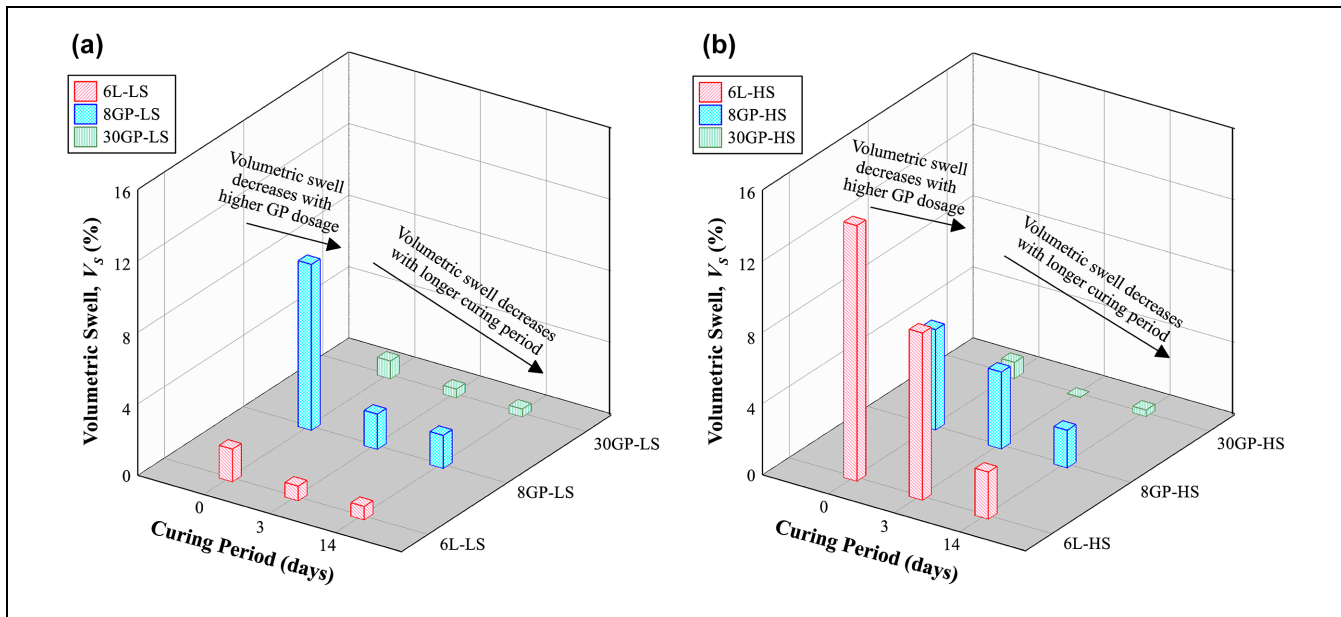 (a)
6L-LS
8GP-LS
30GP-LS
Volumetric swell
decreases with
higher GP dosage
Volumetric swell decreases
with longer curing period
Volumetric Swell, V_S (%)
16
12
8
4
0
0
3
14
Curing Period (days)
6L-LS
8GP-LS
30GP-LS
(b)
6L-HS
8GP-HS
30GP-HS
Volumetric swell
decreases with
higher GP dosage
Volumetric swell decreases
with longer curing period
Volumetric Swell, V_S (%)
16
12
8
4
0
0
3
14
Curing Period (days)
6L-HS
8GP-HS
30GP-HS